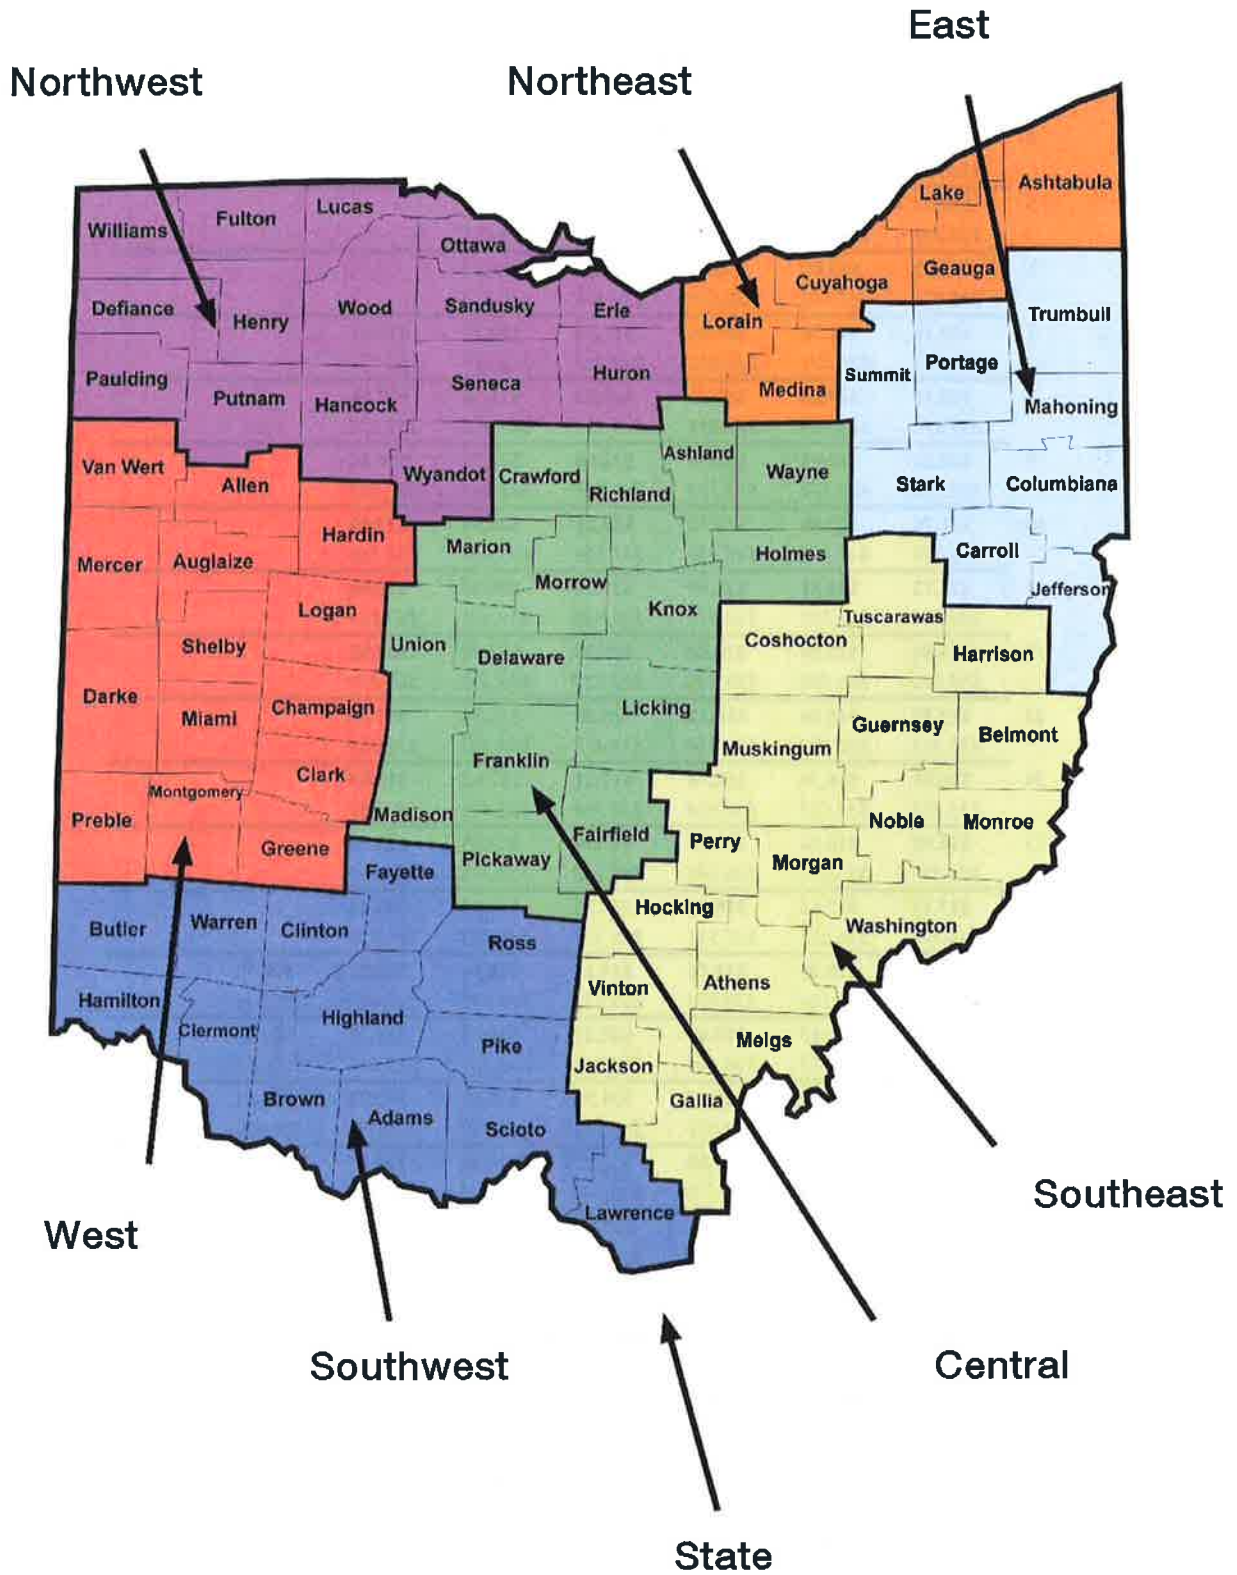 East
Northwest
Northeast
Ashtabula
Lake
Lucas
Fulton
Williams
Ottawa
Geauga
Cuyahoga
Defiance
Henry
Wood
Sandusky
Erie
Lorain
Trumbull
Paulding
Putnam
Hancock
Seneca
Huron
Medina
Summit
Portage
Mahoning
Van Wert
Allen
Wyandot
Crawford
Richland
Ashland
Wayne
Stark
Columbiana
Hardin
Marion
Morrow
Holmes
Carroll
Mercer
Auglaize
Logan
Knox
Jefferson
Tuscarawas
Shelby
Union
Delaware
Coshocton
Harrison
Darke
Miami
Champaign
Licking
Muskingum
Guernsey
Belmont
Clark
Franklin
Montgomery
Preble
Greene
Madison
Fairfield
Perry
Noble
Monroe
Pickaway
Morgan
Fayette
Hocking
Butler
Warren
Clinton
Ross
Washington
Hamilton
Clermont
Highland
Vinton
Athens
Pike
Jackson
Meigs
Brown
Adams
Scioto
Gallia
Lawrence
Southeast
West
Southwest
Central
State